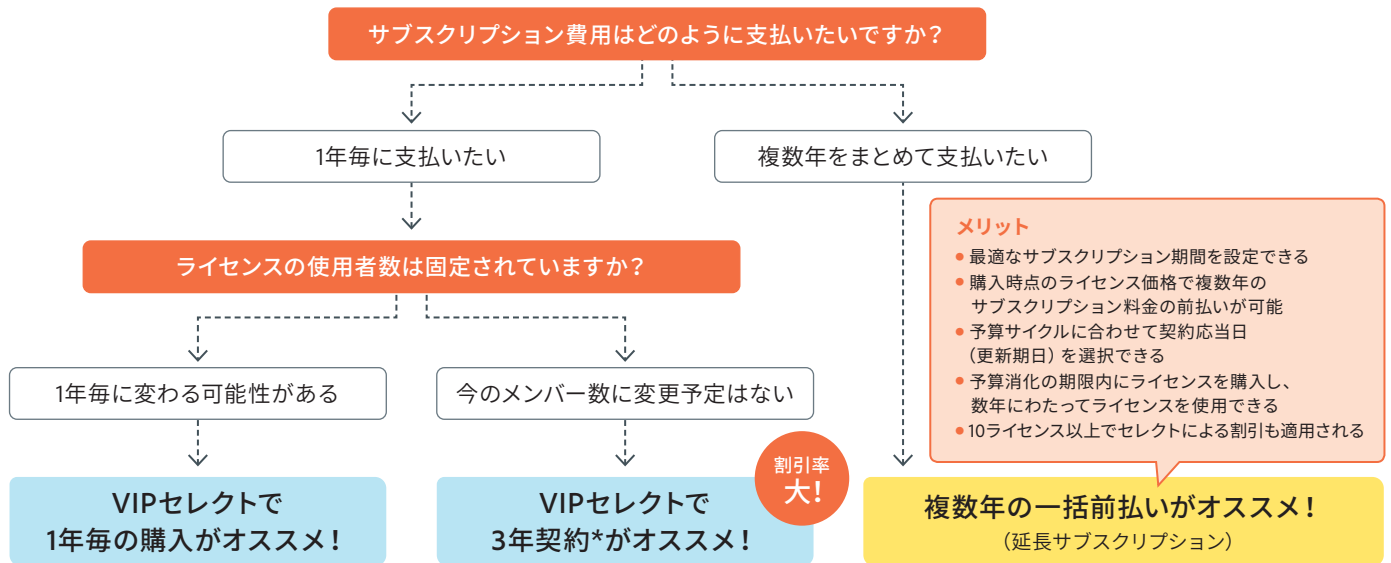 サブスクリプション費用はどのように支払いたいですか？
1年毎に支払いたい
複数年をまとめて支払いたい
ライセンスの使用者数は固定されていますか？
1年毎に変わる可能性がある
今のメンバー数に変更予定はない
メリット
● 最適なサブスクリプション期間を設定できる
● 購入時点のライセンス価格で複数年の
サブスクリプション料金の前払いが可能
● 予算サイクルに合わせて契約応当日
（更新期日）を選択できる
● 予算消化の期限内にライセンスを購入し、
数年にわたってライセンスを使用できる
● 10ライセンス以上でセレクトによる割引も適用される
VIPセレクトで
1年毎の購入がオススメ！
割引率
大！
VIPセレクトで
3年契約*がオススメ！
複数年の一括前払いがオススメ！
（延長サブスクリプション）